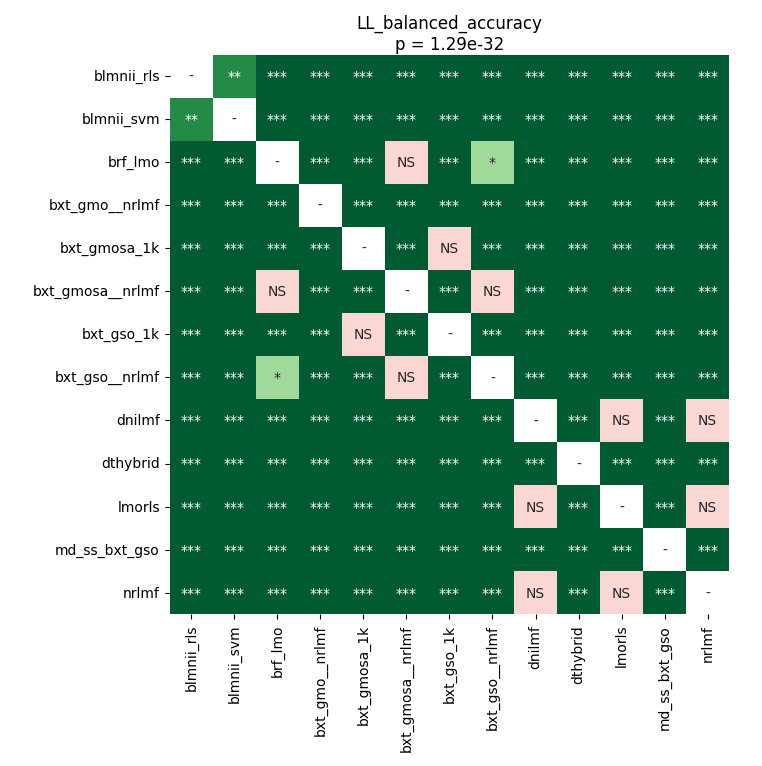 LL_balanced_accuracy
p = 1.29e-32
blmnii_rls - ** *** *** *** *** *** *** *** *** *** *** ***
blmnii_svm ** - *** *** *** *** *** *** *** *** *** *** ***
brf_lmo *** *** - *** *** NS *** * *** *** *** *** ***
bxt_gmo__nrlmf *** *** *** - *** *** *** *** *** *** *** *** ***
bxt_gmosa_1k *** *** *** *** - *** NS *** *** *** *** *** ***
bxt_gmosa__nrlmf *** *** NS *** *** - *** NS *** *** *** *** ***
bxt_gso_1k *** *** *** *** NS *** - *** *** *** *** *** ***
bxt_gso__nrlmf *** *** * *** *** NS *** - *** *** *** *** ***
dnilmf *** *** *** *** *** *** *** *** - *** NS *** NS
dthybrid *** *** *** *** *** *** *** *** *** - *** *** ***
lmorls *** *** *** *** *** *** *** *** NS *** - *** NS
md_ss_bxt_gso *** *** *** *** *** *** *** *** *** *** *** - ***
nrlmf *** *** *** *** *** *** *** *** NS *** NS *** -
blmnii_rls
blmnii_svm
brf_lmo
bxt_gmo__nrlmf
bxt_gmosa_1k
bxt_gmosa__nrlmf
bxt_gso_1k
bxt_gso__nrlmf
dnilmf
dthybrid
lmorls
md_ss_bxt_gso
nrlmf